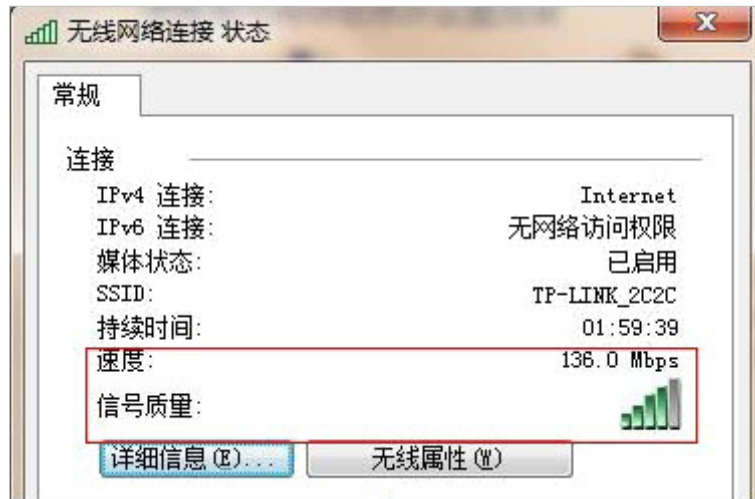 无线网络连接 状态
常规
连接
IPv4 连接: Internet
IPv6 连接: 无网络访问权限
媒体状态: 已启用
SSID: TP-LINK_2C2C
持续时间: 01:59:39
速度: 136.0 Mbps
信号质量:
详细信息(E)... 无线属性(W)